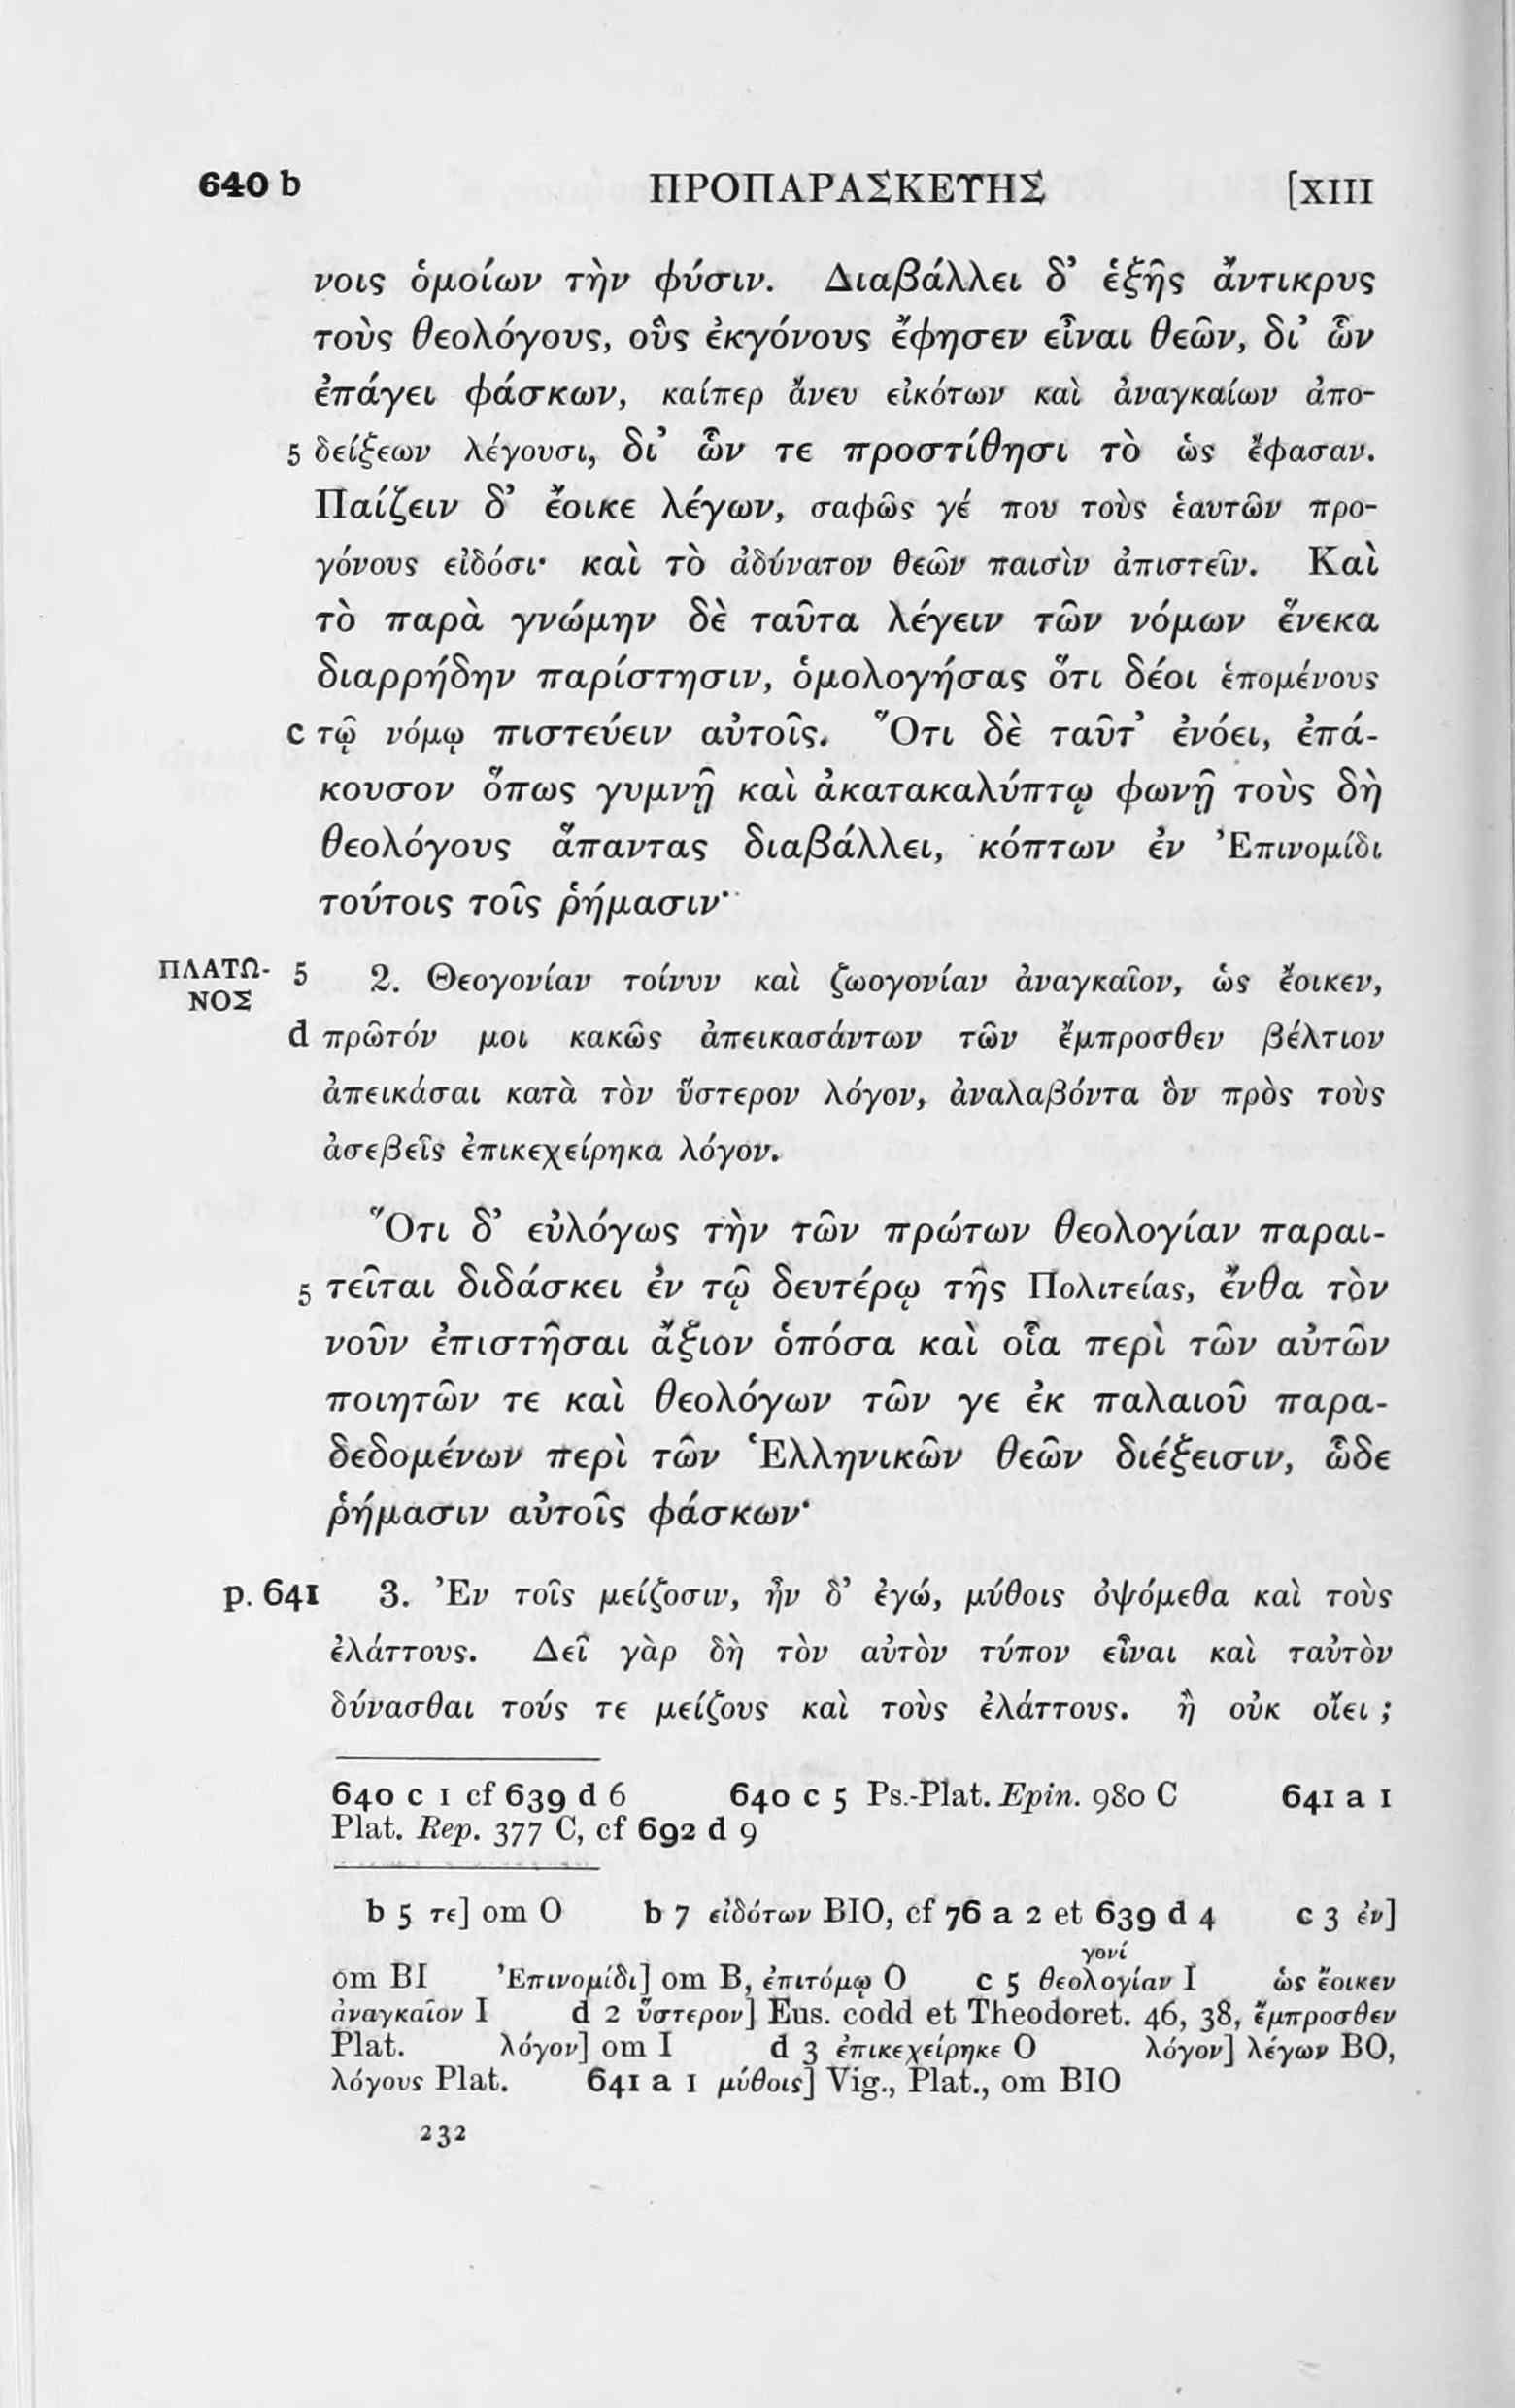 640 b ΠΡΟΠΑΡΑΣΚΕΥΗΣ [XIII
νοις ὁμοίων τὴν φύσιν. Διαβάλλει δ’ ἑξῆς ἄντικρυς
τοὺς θεολόγους, οὓς ἐκγόνους ἔφησεν εἶναι θεῶν, δι’ ὧν
ἐπάγει φάσκων, καίπερ ἄνευ εἰκότων καὶ ἀναγκαίων ἀπο-
5 δείξεων λέγουσι, δι’ ὧν τε προστίθησι τὸ ὡς ἔφασαν.
Παίζειν δ’ ἔοικε λέγων, σαφῶς γέ που τοὺς ἑαυτῶν προ-
γόνους εἰδόσι· καὶ τὸ ἀδύνατον θεῶν παισὶν ἀπιστεῖν. Καὶ
τὸ παρὰ γνώμην δὲ ταῦτα λέγειν τῶν νόμων ἕνεκα
διαρρήδην παρίστησιν, ὁμολογήσας ὅτι δέοι ἑπομένους
c τῷ νόμῳ πιστεύειν αὐτοῖς. Ὅτι δὲ ταῦτ’ ἐνόει, ἐπά-
κουσον ὅπως γυμνῇ καὶ ἀκατακαλύπτῳ φωνῇ τοὺς δὴ
θεολόγους ἅπαντας διαβάλλει, κόπτων ἐν Ἐπινομίδι
τούτοις τοῖς ῥήμασιν·
ΠΛΑΤΩ- 5 2. Θεογονίαν τοίνυν καὶ ζωογονίαν ἀναγκαῖον, ὡς ἔοικεν,
ΝΟΣ
d πρῶτόν μοι κακῶς ἀπεικασάντων τῶν ἔμπροσθεν βέλτιον
ἀπεικάσαι κατὰ τὸν ὕστερον λόγον, ἀναλαβόντα ὃν πρὸς τοὺς
ἀσεβεῖς ἐπικεχείρηκα λόγον.
Ὅτι δ’ εὐλόγως τὴν τῶν πρώτων θεολογίαν παραι-
5 τεῖται διδάσκει ἐν τῷ δευτέρῳ τῆς Πολιτείας, ἔνθα τὸν
νοῦν ἐπιστῆσαι ἄξιον ὁπόσα καὶ οἷα περὶ τῶν αὐτῶν
ποιητῶν τε καὶ θεολόγων τῶν γε ἐκ παλαιοῦ παρα-
δεδομένων περὶ τῶν Ἑλληνικῶν θεῶν διέξεισιν, ὧδε
ῥήμασιν αὐτοῖς φάσκων·
p. 641 3. Ἐν τοῖς μείζοσιν, ἦν δ’ ἐγώ, μύθοις ὀψόμεθα καὶ τοὺς
ἐλάττους. Δεῖ γὰρ δὴ τὸν αὐτὸν τύπον εἶναι καὶ ταὐτὸν
δύνασθαι τούς τε μείζους καὶ τοὺς ἐλάττους. ἢ οὐκ οἴει ;
640 c 1 cf 639 d 6 640 c 5 Ps.-Plat. Epin. 980 C 641 a 1
Plat. Rep. 377 C, cf 692 d 9
b 5 τε] om O b 7 εἰδότων BIO, cf 76 a 2 et 639 d 4 c 3 ἐν]
γονί
om BI Ἐπινομίδι] om B, ἐπιτόμῳ O c 5 θεολογίαν I ὡς ἔοικεν
ἀναγκαῖον I d 2 ὕστερον] Eus. codd et Theodoret. 46, 38, ἔμπροσθεν
Plat. λόγον] om I d 3 ἐπικεχείρηκε O λόγον] λέγων BO,
λόγους Plat. 641 a 1 μύθοις] Vig., Plat., om BIO
232